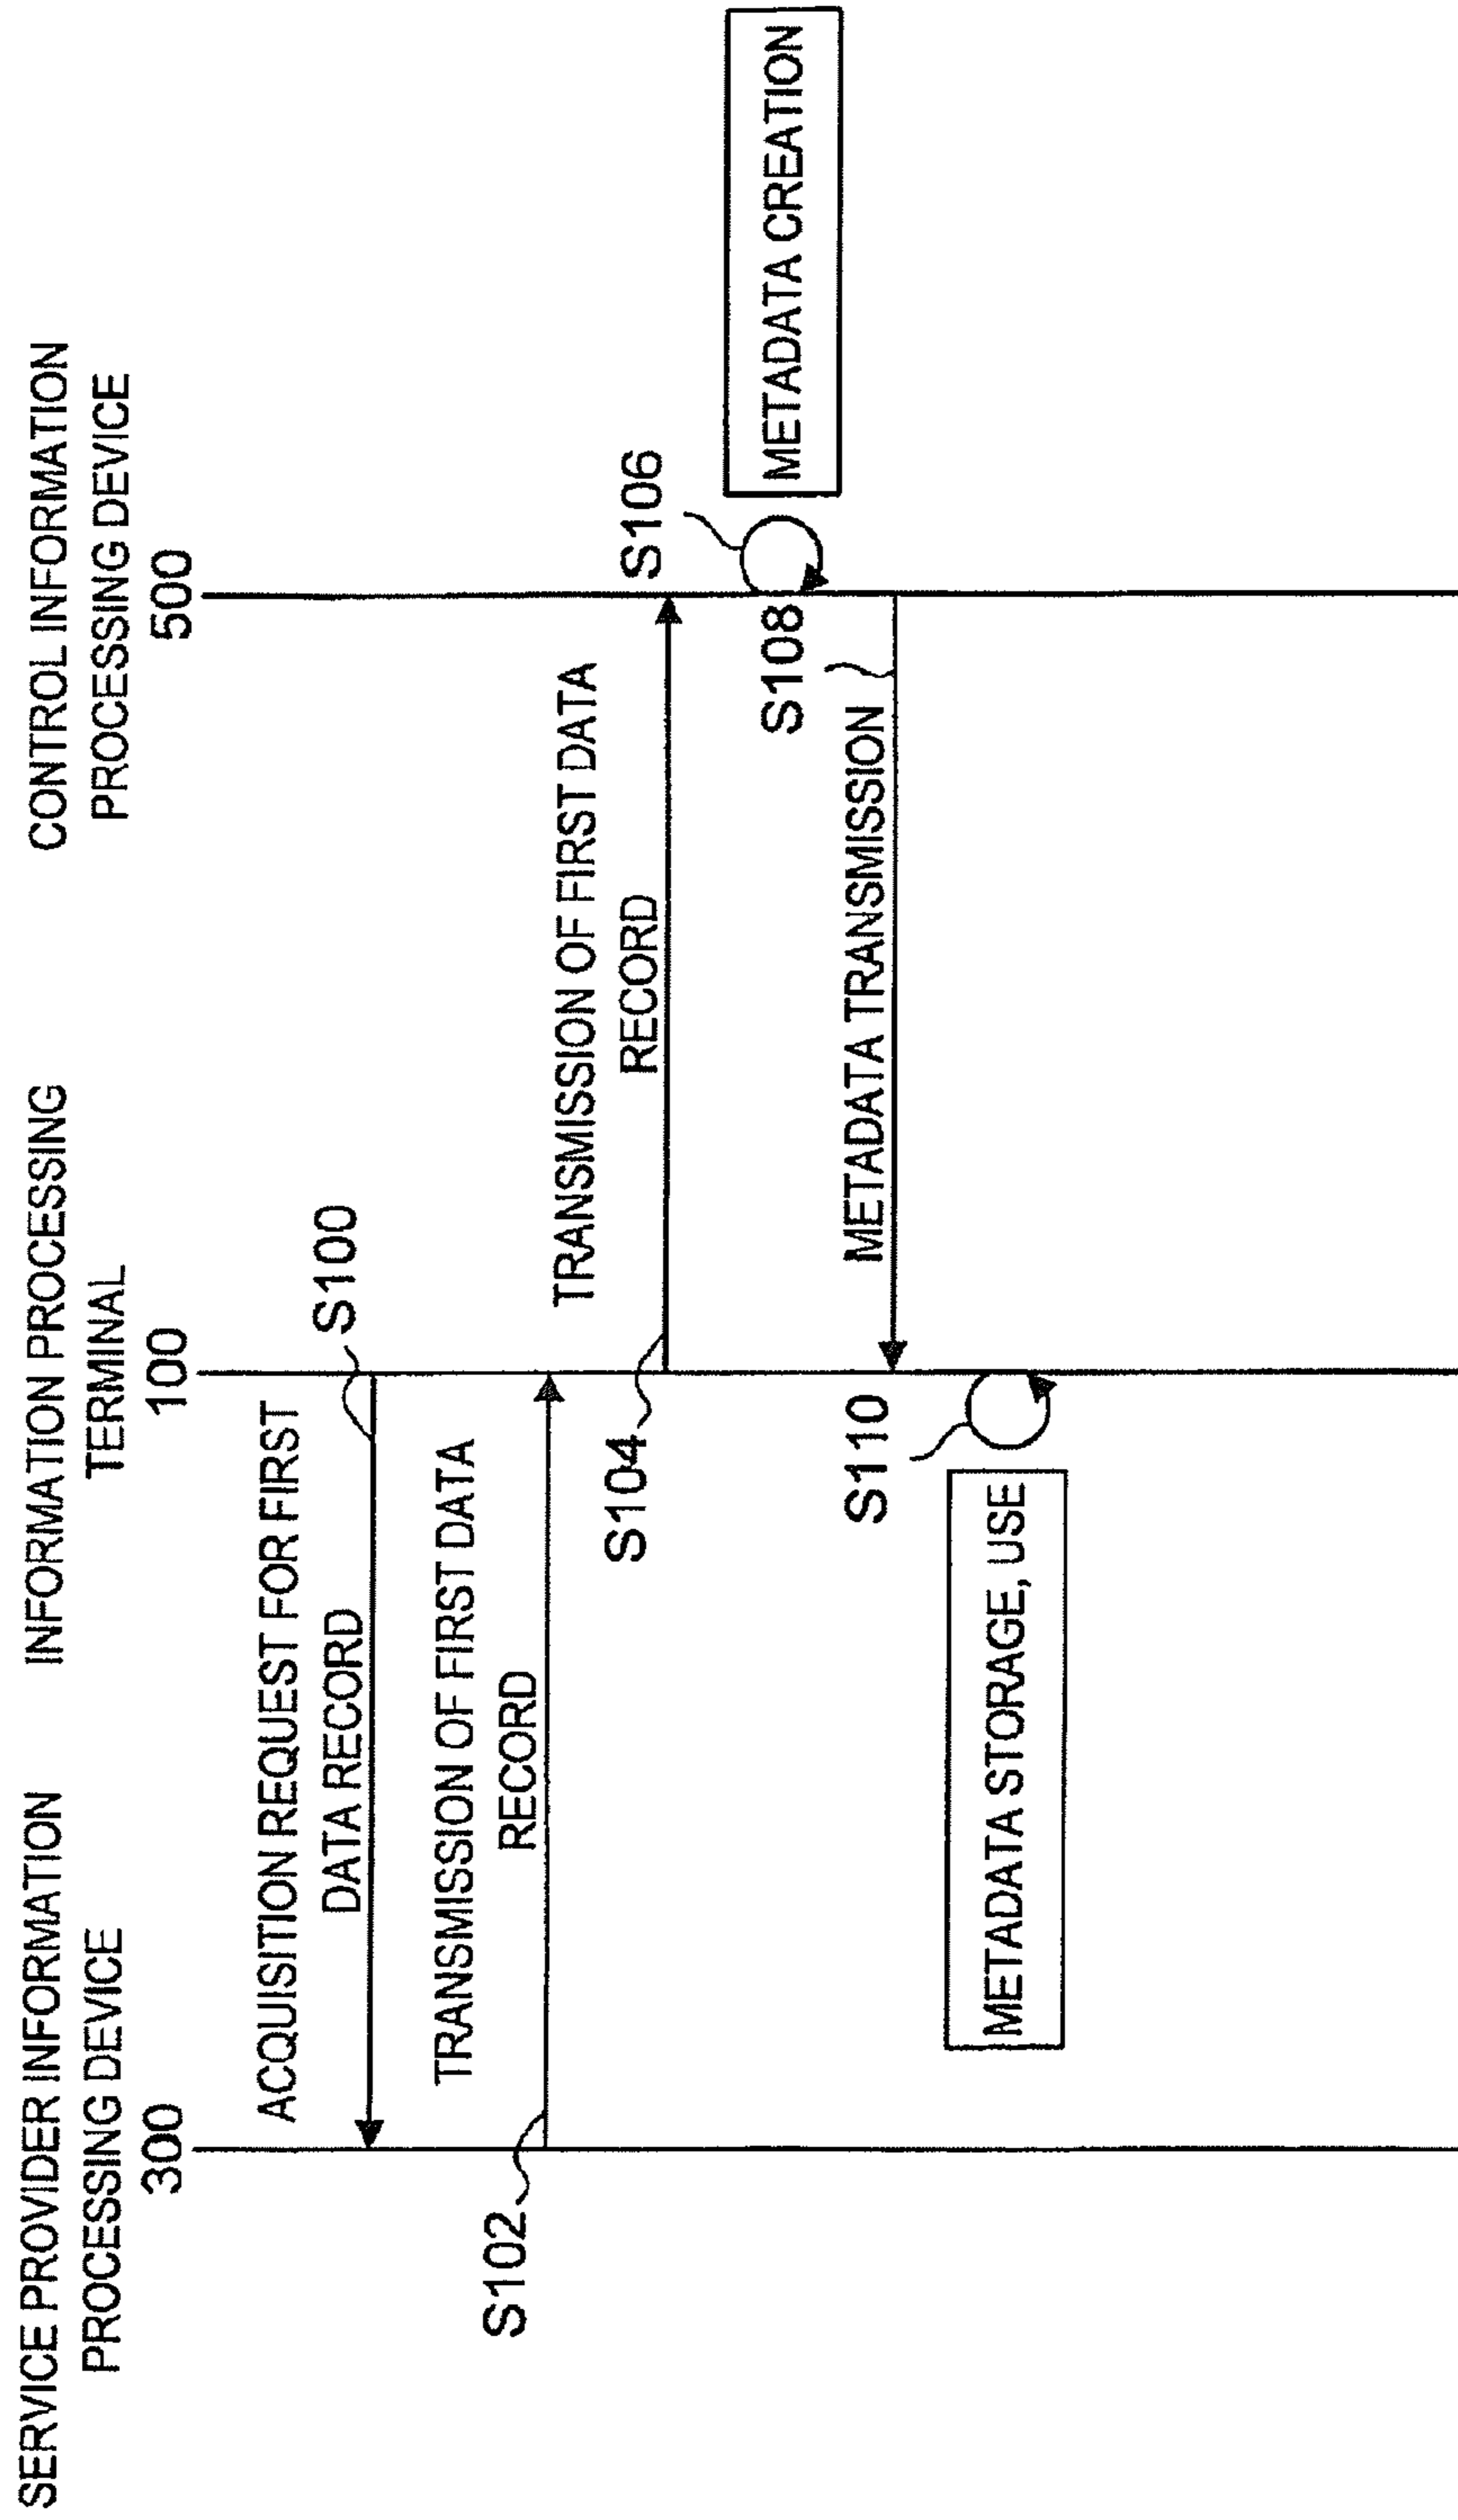 SERVICE PROVIDER INFORMATION
PROCESSING DEVICE
300
INFORMATION PROCESSING
TERMINAL
100
CONTROL INFORMATION
PROCESSING DEVICE
500
ACQUISITION REQUEST FOR FIRST
DATA RECORD
S100
TRANSMISSION OF FIRST DATA
RECORD
S102
TRANSMISSION OF FIRST DATA
RECORD
S104
S106
METADATA CREATION
S108
METADATA TRANSMISSION
S110
METADATA STORAGE, USE